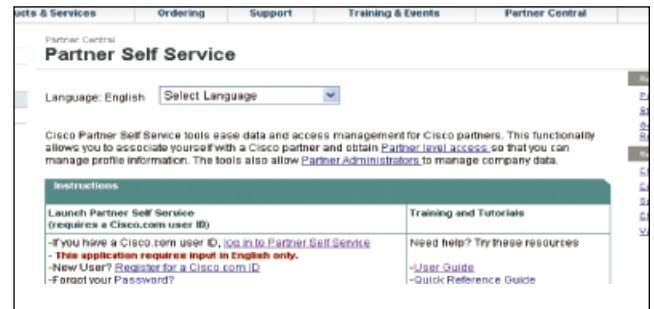 ucts & Services Ordering Support Training & Events Partner Central
Partner Central
Partner Self Service
Language: English Select Language
Cisco Partner Self Service tools ease data and access management for Cisco partners. This functionality
allows you to associate yourself with a Cisco partner and obtain Partner level access so that you can
manage profile information. The tools also allow Partner Administrators to manage company data.
Instructions
Launch Partner Self Service
(requires a Cisco.com user ID)
Training and Tutorials
-If you have a Cisco.com user ID, log in to Partner Self Service
- This application requires input in English only.
-New User? Register for a Cisco.com ID
-Forgot your Password?
Need help? Try these resources
-User Guide
-Quick Reference Guide